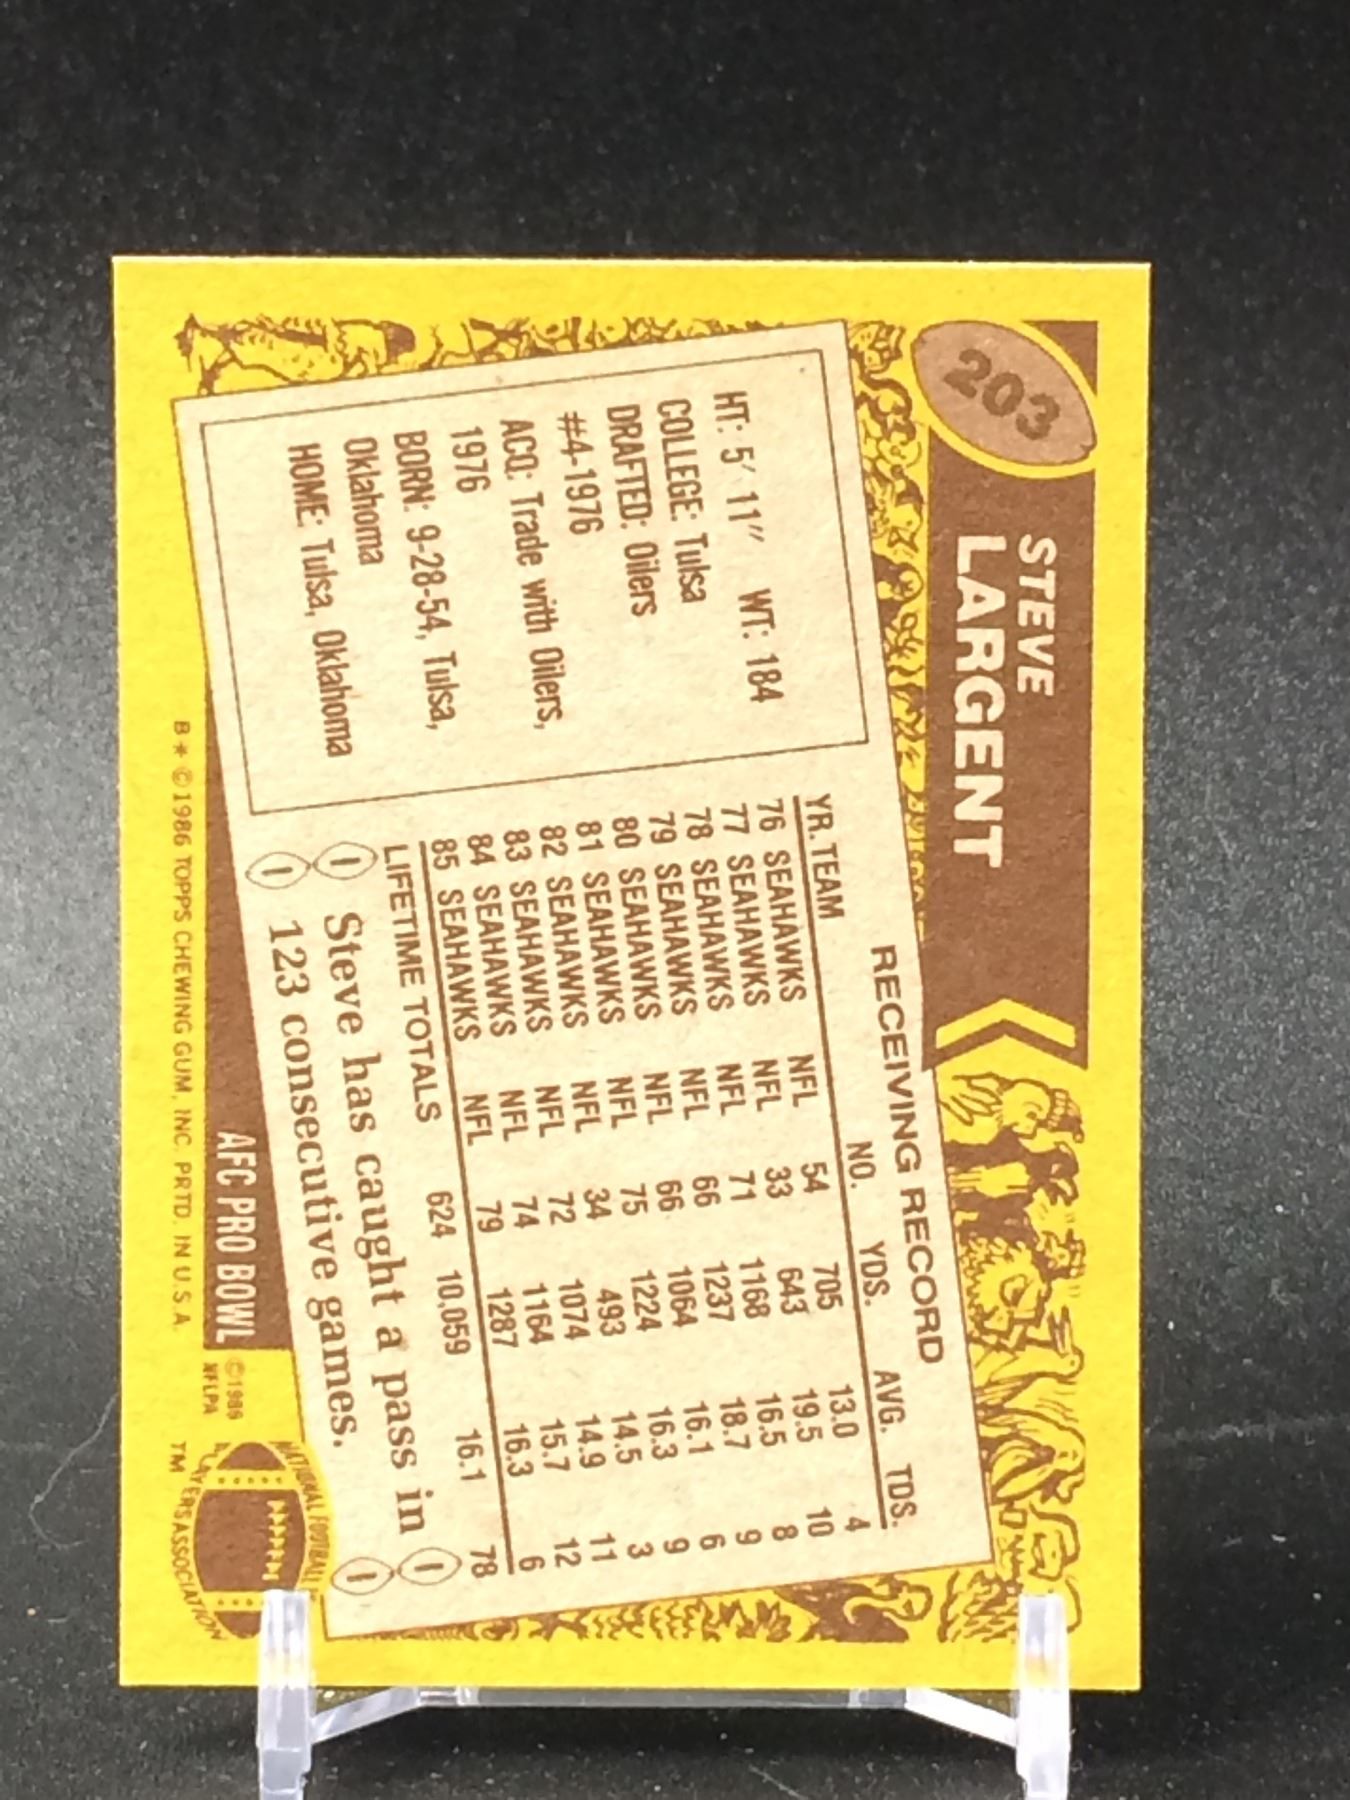 203
STEVE
LARGENT
HT: 5' 11" WT: 184
COLLEGE: Tulsa
DRAFTED: Oilers
#4-1976
ACQ: Trade with Oilers,
1976
BORN: 9-28-54, Tulsa,
Oklahoma
HOME: Tulsa, Oklahoma
RECEIVING RECORD
YR. TEAM NO. YDS. AVG. TDS.
76 SEAHAWKS NFL 54 705 13.0 4
77 SEAHAWKS NFL 33 643 19.5 10
78 SEAHAWKS NFL 71 1168 16.5 8
79 SEAHAWKS NFL 66 1237 18.7 9
80 SEAHAWKS NFL 66 1064 16.1 6
81 SEAHAWKS NFL 75 1224 16.3 9
82 SEAHAWKS NFL 34 493 14.5 3
83 SEAHAWKS NFL 72 1074 14.9 11
84 SEAHAWKS NFL 74 1164 15.7 12
85 SEAHAWKS NFL 79 1287 16.3 6
LIFETIME TOTALS 624 10,059 16.1 78
Steve has caught a pass in
123 consecutive games.
AFC PRO BOWL
B* ©1986 TOPPS CHEWING GUM, INC. PRTD. IN U.S.A.
©1986
NFLPA
NATIONAL FOOTBALL
PLAYERS ASSOCIATION
TM